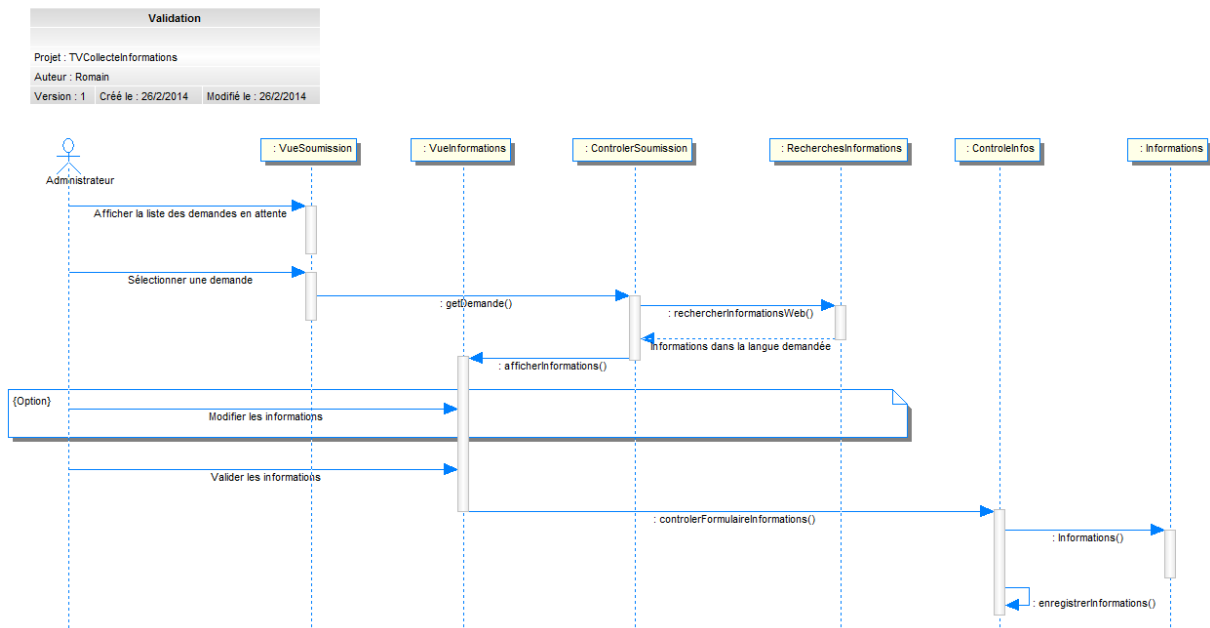 Validation
Projet : TVCollecteInformations
Auteur : Romain
Version : 1 Créé le : 26/2/2014 Modifié le : 26/2/2014
Administrateur
: VueSoumission
: VueInformations
: ControlerSoumission
: RecherchesInformations
: ControleInfos
: Informations
Afficher la liste des demandes en attente
Sélectionner une demande
: getDemande()
: rechercherInformationsWeb()
Informations dans la langue demandée
: afficherInformations()
{Option}
Modifier les informations
Valider les informations
: controlerFormulaireInformations()
: Informations()
: enregistrerInformations()